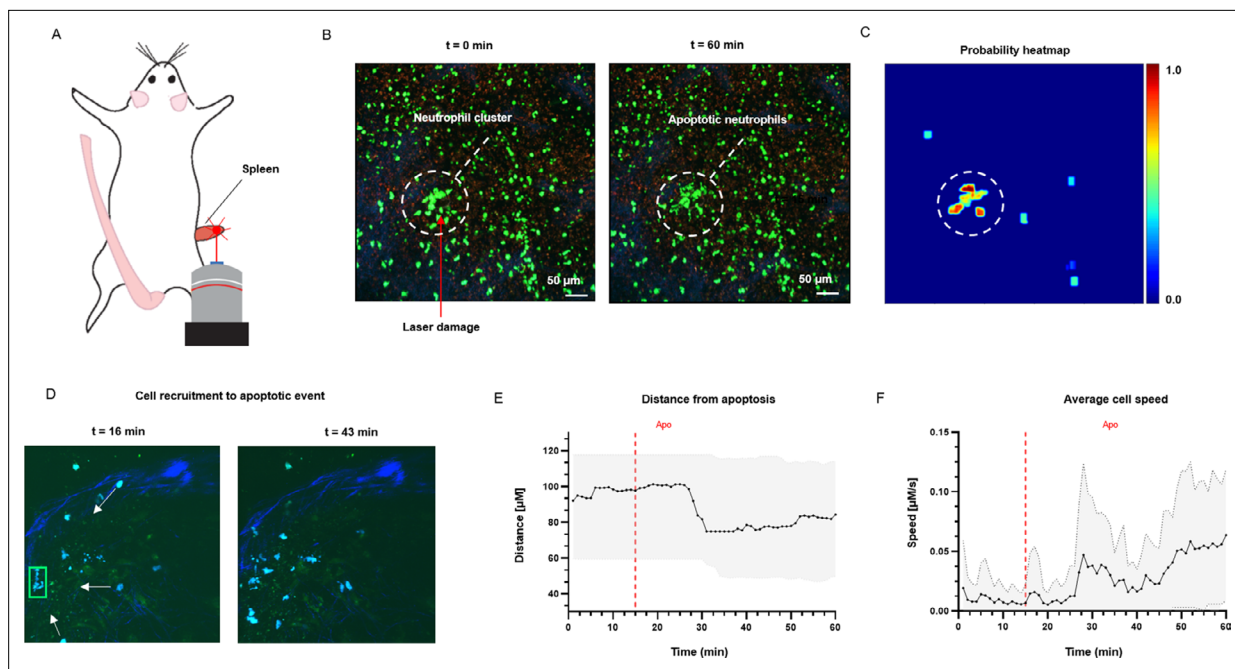 A
Spleen
B
t = 0 min
t = 60 min
Neutrophil cluster
Apoptotic neutrophils
50 µm
50 µm
Laser damage
C
Probability heatmap
1.0
0.0
D
Cell recruitment to apoptotic event
t = 16 min
t = 43 min
E
Distance from apoptosis
Apo
Distance [µM]
120
100
80
60
40
0
10
20
30
40
50
60
Time (min)
F
Average cell speed
Apo
Speed [µM/s]
0.15
0.10
0.05
0.00
0
10
20
30
40
50
60
Time (min)